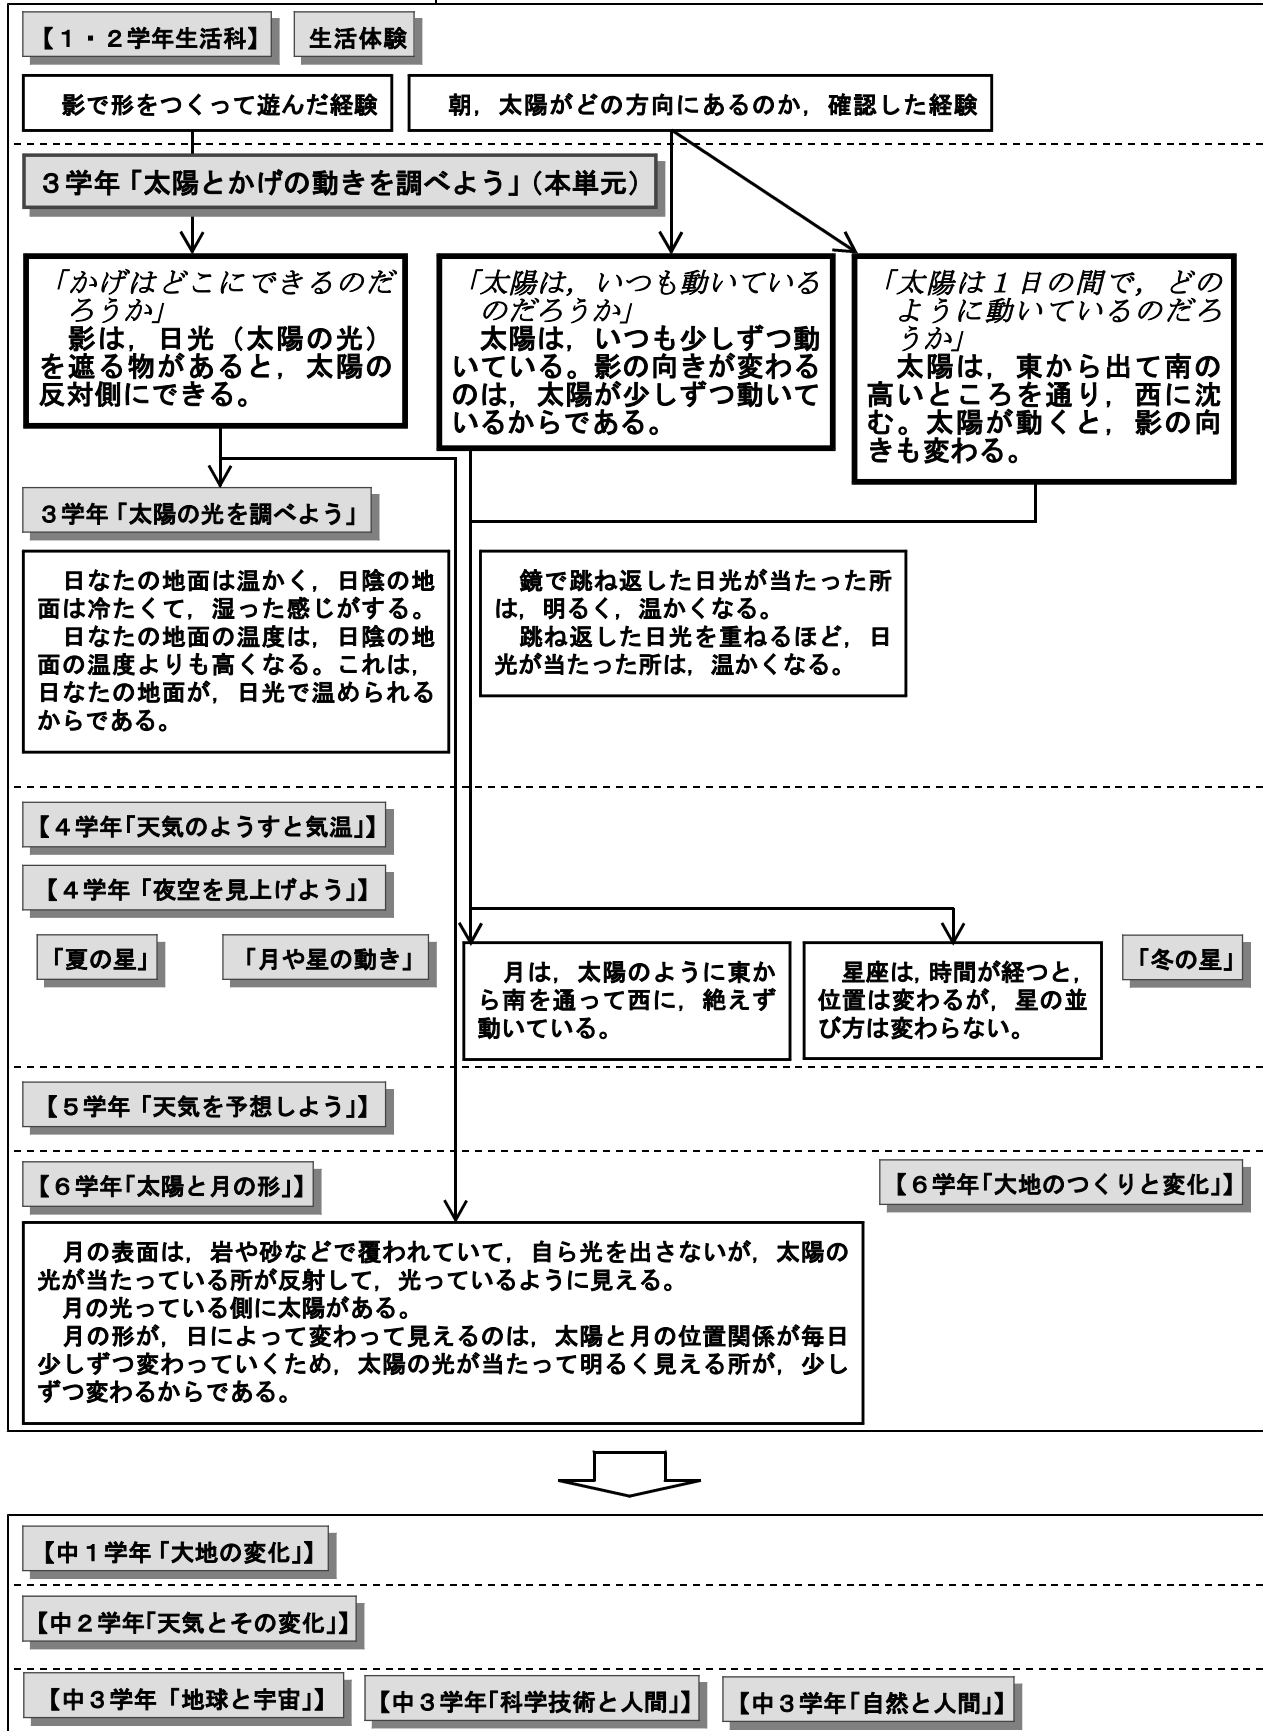 【１・２学年生活科】 生活体験
影で形をつくって遊んだ経験
朝，太陽がどの方向にあるのか，確認した経験
３学年「太陽とかげの動きを調べよう」（本単元）
「かげはどこにできるのだ
ろうか」
影は，日光（太陽の光）
を遮る物があると，太陽の
反対側にできる。
「太陽は，いつも動いている
のだろうか」
太陽は，いつも少しずつ動
いている。影の向きが変わる
のは，太陽が少しずつ動いて
いるからである。
「太陽は１日の間で，どの
ように動いているのだろ
うか」
太陽は，東から出て南の
高いところを通り，西に沈
む。太陽が動くと，影の向
きも変わる。
３学年「太陽の光を調べよう」
日なたの地面は温かく，日陰の地
面は冷たくて，湿った感じがする。
日なたの地面の温度は，日陰の地
面の温度よりも高くなる。これは，
日なたの地面が，日光で温められる
からである。
鏡で跳ね返した日光が当たった所
は，明るく，温かくなる。
跳ね返した日光を重ねるほど，日
光が当たった所は，温かくなる。
【４学年「天気のようすと気温」】
【４学年「夜空を見上げよう」】
「夏の星」
「月や星の動き」
月は，太陽のように東か
ら南を通って西に，絶えず
動いている。
星座は，時間が経つと，
位置は変わるが，星の並
び方は変わらない。
「冬の星」
【５学年「天気を予想しよう」】
【６学年「太陽と月の形」】
【６学年「大地のつくりと変化」】
月の表面は，岩や砂などで覆われていて，自ら光を出さないが，太陽の
光が当たっている所が反射して，光っているように見える。
月の光っている側に太陽がある。
月の形が，日によって変わって見えるのは，太陽と月の位置関係が毎日
少しずつ変わっていくため，太陽の光が当たって明るく見える所が，少し
ずつ変わるからである。
【中１学年「大地の変化」】
【中２学年「天気とその変化」】
【中３学年「地球と宇宙」】
【中３学年「科学技術と人間」】
【中３学年「自然と人間」】